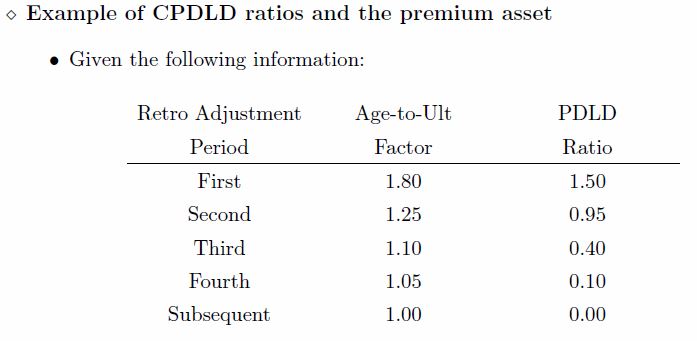 ⋄ Example of CPDLD ratios and the premium asset
• Given the following information:
Retro Adjustment Age-to-Ult PDLD
Period Factor Ratio
First 1.80 1.50
Second 1.25 0.95
Third 1.10 0.40
Fourth 1.05 0.10
Subsequent 1.00 0.00